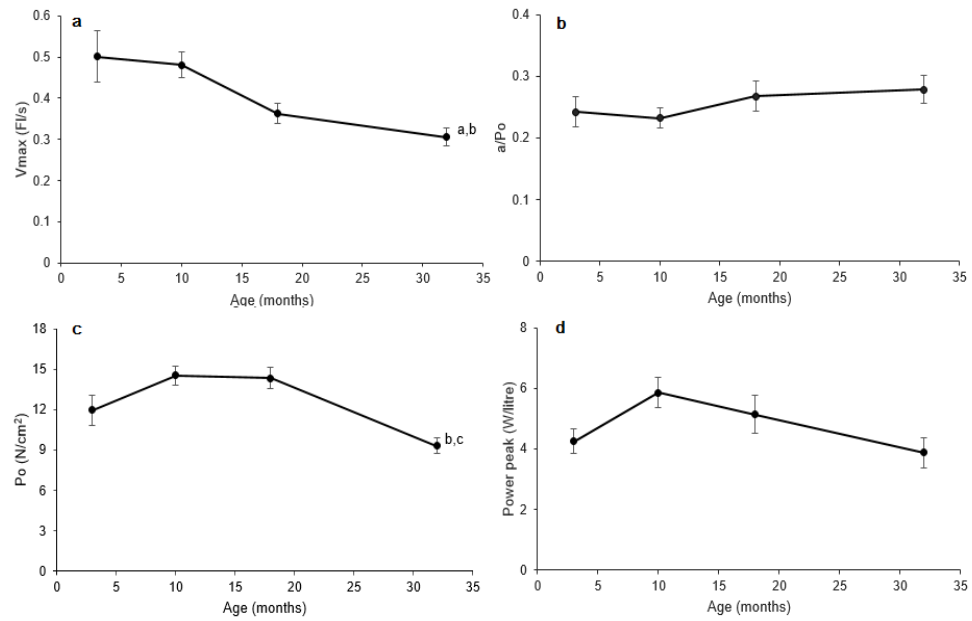 a
Vmax (Fl/s)
0.6
0.5
0.4
0.3
0.2
0.1
0
a,b
0 5 10 15 20 25 30 35
Age (months)
b
a/Po
0.4
0.3
0.2
0.1
0
0 5 10 15 20 25 30 35
Age (months)
c
Po (N/cm²)
18
15
12
9
6
3
0
b,c
0 5 10 15 20 25 30 35
Age (months)
d
Power peak (W/litre)
8
6
4
2
0
0 5 10 15 20 25 30 35
Age (months)